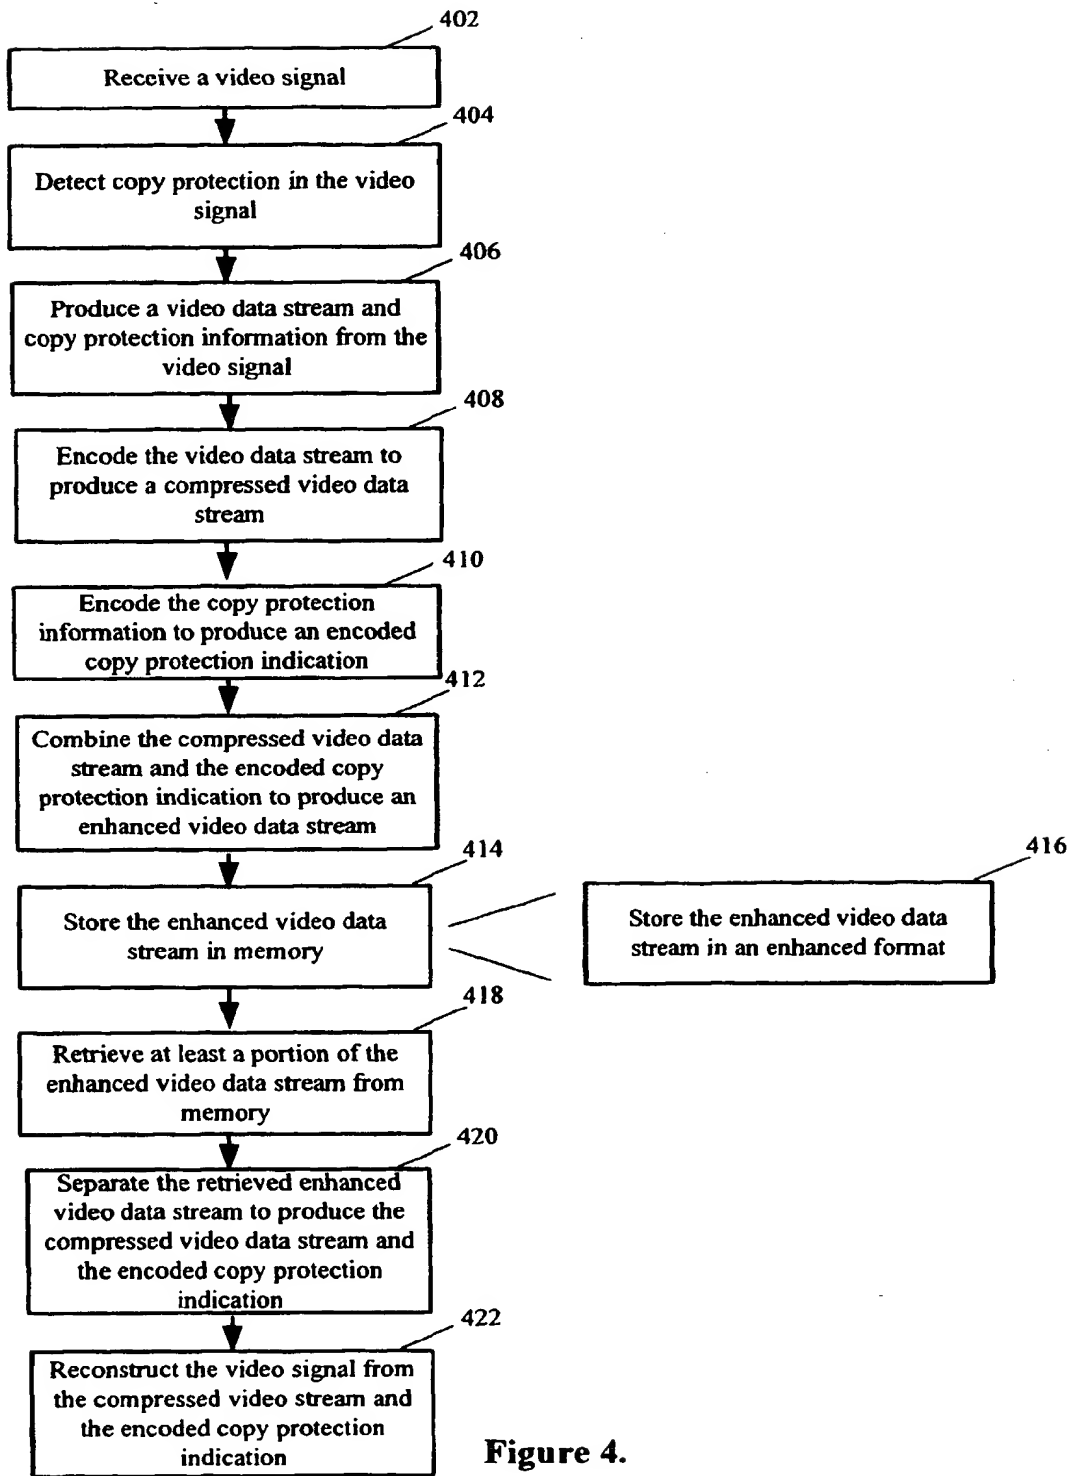 402
Receive a video signal
404
Detect copy protection in the video
signal
406
Produce a video data stream and
copy protection information from the
video signal
408
Encode the video data stream to
produce a compressed video data
stream
410
Encode the copy protection
information to produce an encoded
copy protection indication
412
Combine the compressed video data
stream and the encoded copy
protection indication to produce an
enhanced video data stream
414
Store the enhanced video data
stream in memory
416
Store the enhanced video data
stream in an enhanced format
418
Retrieve at least a portion of the
enhanced video data stream from
memory
420
Separate the retrieved enhanced
video data stream to produce the
compressed video data stream and
the encoded copy protection
indication
422
Reconstruct the video signal from
the compressed video stream and
the encoded copy protection
indication
Figure 4.